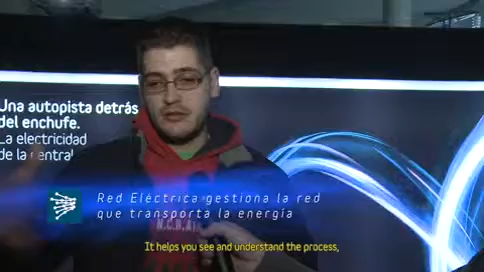 Una autopista detrás
del enchufe.
La electricidad
de la central
Red Eléctrica gestiona la red
que transporta la energía
It helps you see and understand the process,